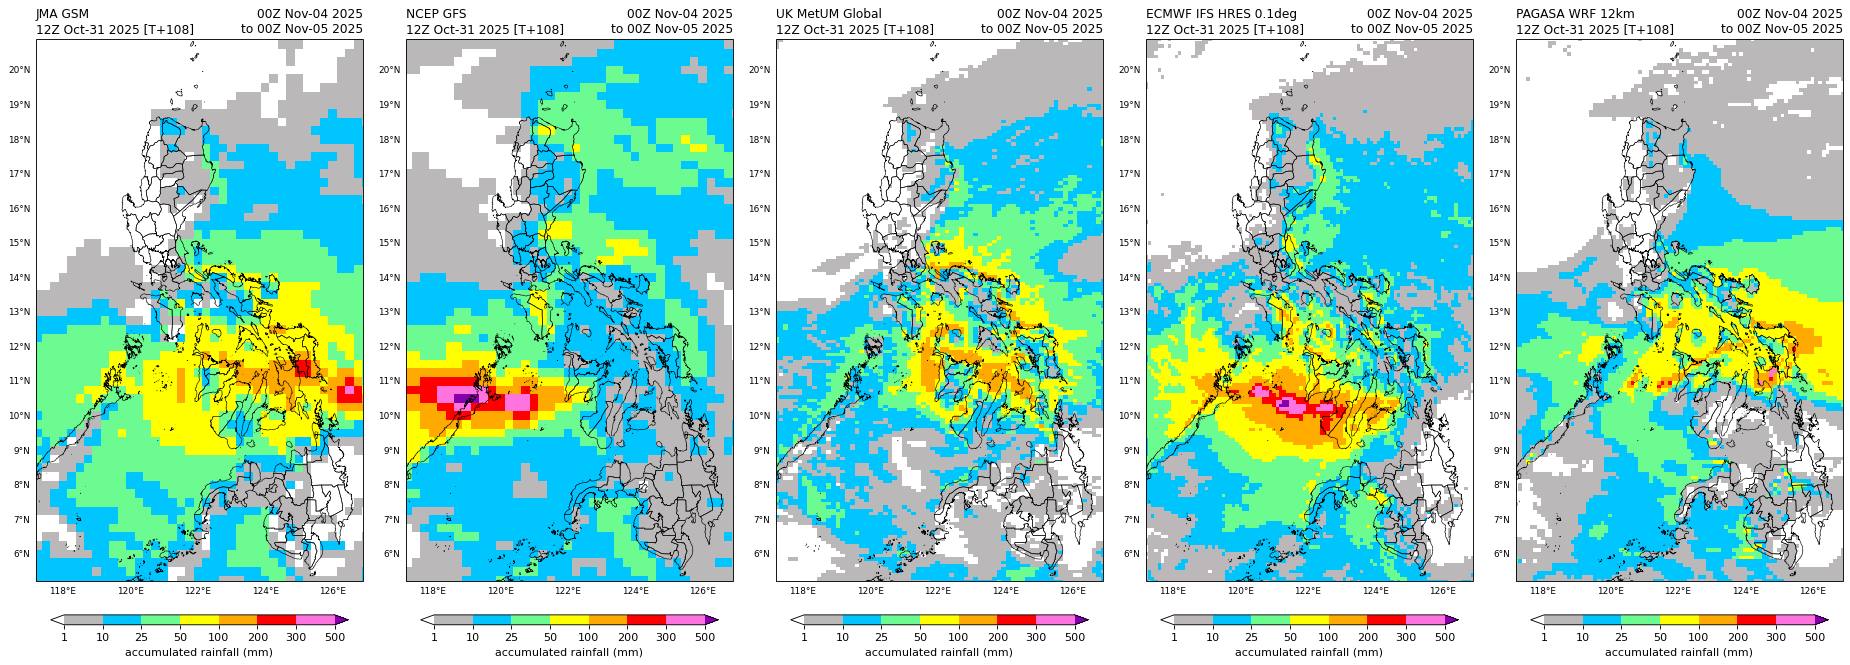 JMA GSM 00Z Nov-04 2025
12Z Oct-31 2025 [T+108] to 00Z Nov-05 2025
20°N
19°N
18°N
17°N
16°N
15°N
14°N
13°N
12°N
11°N
10°N
9°N
8°N
7°N
6°N
118°E 120°E 122°E 124°E 126°E
1 10 25 50 100 200 300 500
accumulated rainfall (mm)
NCEP GFS 00Z Nov-04 2025
12Z Oct-31 2025 [T+108] to 00Z Nov-05 2025
20°N
19°N
18°N
17°N
16°N
15°N
14°N
13°N
12°N
11°N
10°N
9°N
8°N
7°N
6°N
118°E 120°E 122°E 124°E 126°E
1 10 25 50 100 200 300 500
accumulated rainfall (mm)
UK MetUM Global 00Z Nov-04 2025
12Z Oct-31 2025 [T+108] to 00Z Nov-05 2025
20°N
19°N
18°N
17°N
16°N
15°N
14°N
13°N
12°N
11°N
10°N
9°N
8°N
7°N
6°N
118°E 120°E 122°E 124°E 126°E
1 10 25 50 100 200 300 500
accumulated rainfall (mm)
ECMWF IFS HRES 0.1deg 00Z Nov-04 2025
12Z Oct-31 2025 [T+108] to 00Z Nov-05 2025
20°N
19°N
18°N
17°N
16°N
15°N
14°N
13°N
12°N
11°N
10°N
9°N
8°N
7°N
6°N
118°E 120°E 122°E 124°E 126°E
1 10 25 50 100 200 300 500
accumulated rainfall (mm)
PAGASA WRF 12km 00Z Nov-04 2025
12Z Oct-31 2025 [T+108] to 00Z Nov-05 2025
20°N
19°N
18°N
17°N
16°N
15°N
14°N
13°N
12°N
11°N
10°N
9°N
8°N
7°N
6°N
118°E 120°E 122°E 124°E 126°E
1 10 25 50 100 200 300 500
accumulated rainfall (mm)